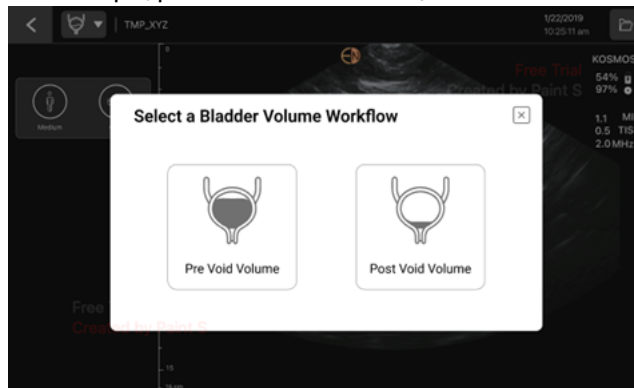 TMP_XYZ
1/22/2019
10:25:11 am
KOSMOS
Free Trial
54%
Created by Paint S
97%
Medium
1.1 MI
0.5 TIS
2.0 MHz
Select a Bladder Volume Workflow
Pre Void Volume
Post Void Volume
Free
Created by Paint S
15